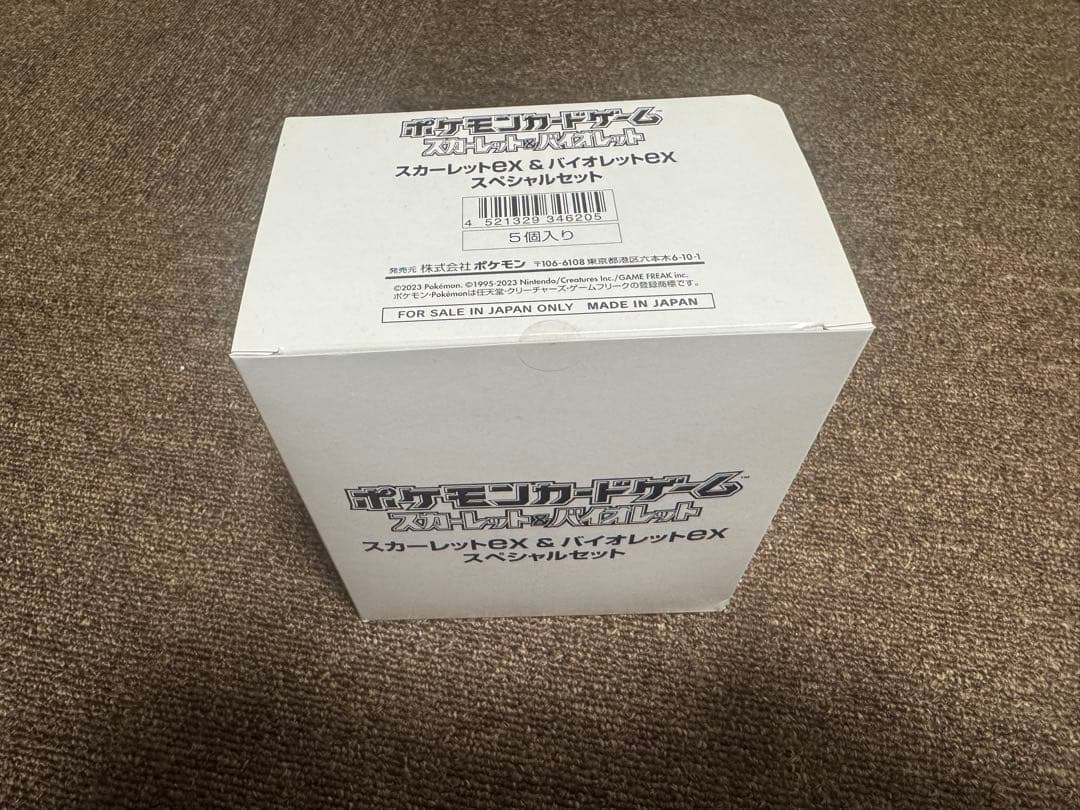 ポケモンカードゲーム™
スカーレット&バイオレット
スカーレットex & バイオレットex
スペシャルセット
4 521329 346205
5個入り
発売元 株式会社ポケモン 〒106-6108 東京都港区六本木6-10-1
©2023 Pokémon. ©1995-2023 Nintendo/Creatures Inc./GAME FREAK inc.
ポケモン・Pokémonは任天堂・クリーチャーズ・ゲームフリークの登録商標です。
FOR SALE IN JAPAN ONLY MADE IN JAPAN
ポケモンカードゲーム™
スカーレット&バイオレット
スカーレットex & バイオレットex
スペシャルセット